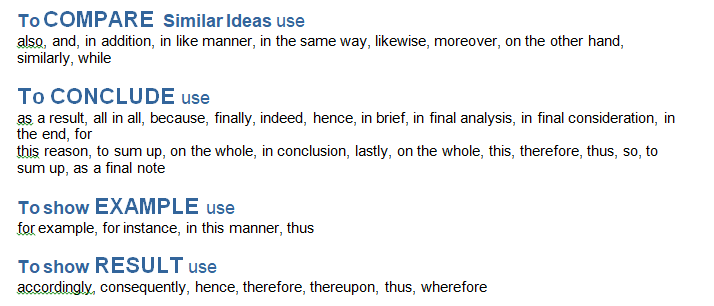 To COMPARE Similar Ideas use
also, and, in addition, in like manner, in the same way, likewise, moreover, on the other hand,
similarly, while
To CONCLUDE use
as a result, all in all, because, finally, indeed, hence, in brief, in final analysis, in final consideration, in
the end, for
this reason, to sum up, on the whole, in conclusion, lastly, on the whole, this, therefore, thus, so, to
sum up, as a final note
To show EXAMPLE use
for example, for instance, in this manner, thus
To show RESULT use
accordingly, consequently, hence, therefore, thereupon, thus, wherefore